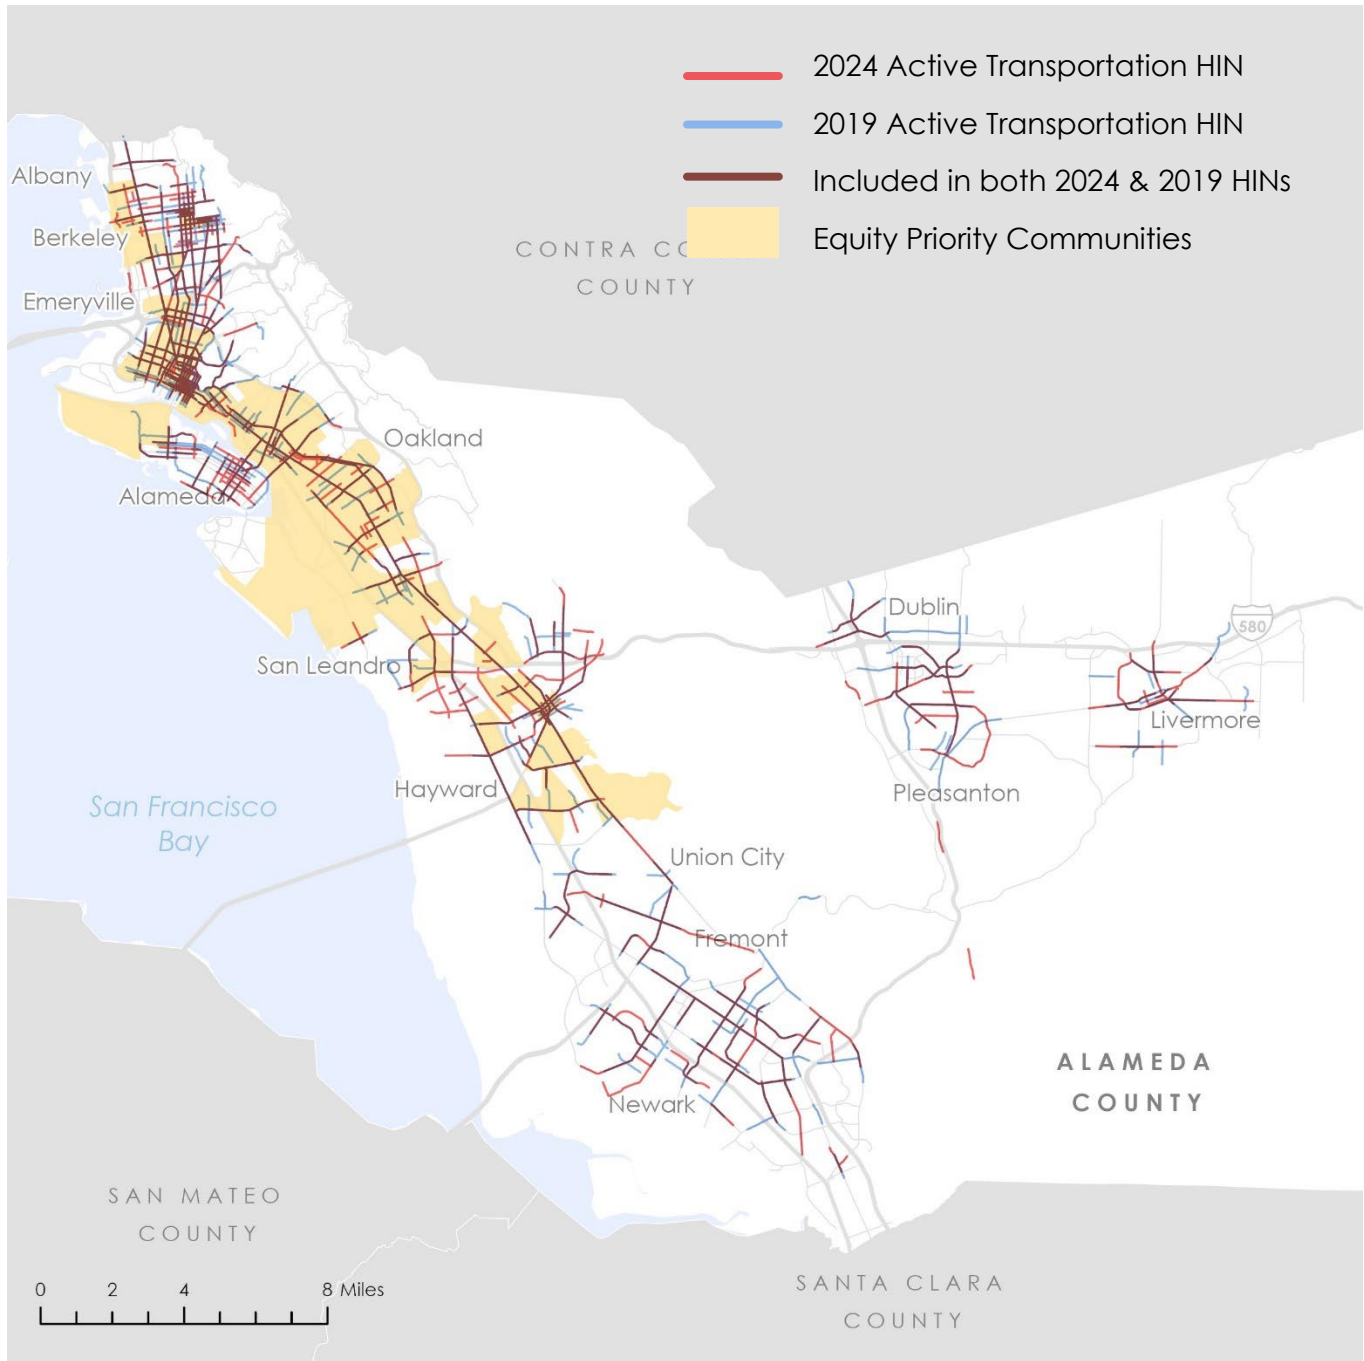 2024 Active Transportation HIN
2019 Active Transportation HIN
Included in both 2024 & 2019 HINs
Equity Priority Communities
Albany
Berkeley
CONTRA CO
COUNTY
Emeryville
Oakland
Alameda
Dublin
580
San Leandro
Livermore
Hayward
Pleasanton
San Francisco
Bay
Union City
Fremont
ALAMEDA
COUNTY
Newark
SAN MATEO
COUNTY
SANTA CLARA
COUNTY
0 2 4 8 Miles